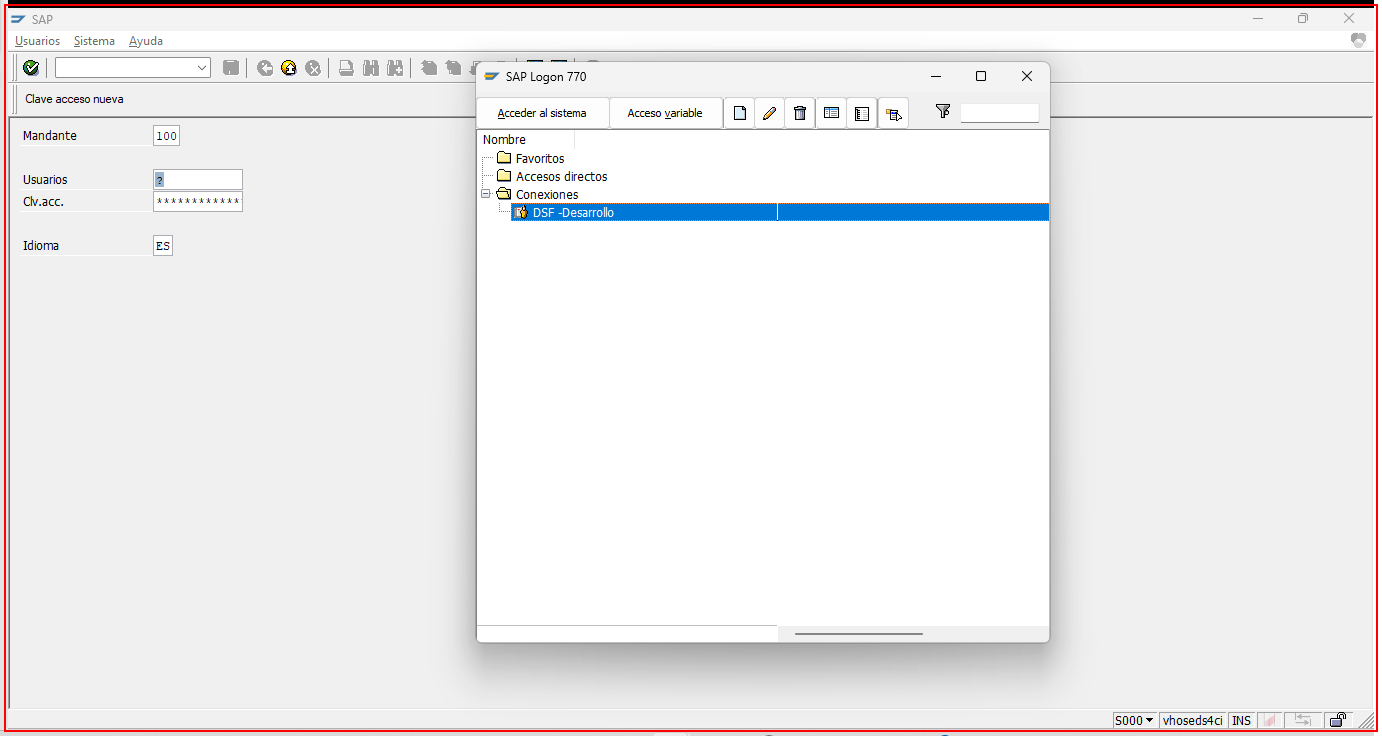 SAP
Usuarios Sistema Ayuda
SAP Logon 770
Clave acceso nueva
Acceder al sistema Acceso variable
Mandante 100
Nombre
Favoritos
Usuarios ?
Accesos directos
Clv.acc. ************
Conexiones
DSF -Desarrollo
Idioma ES
S000 vhoseds4ci INS